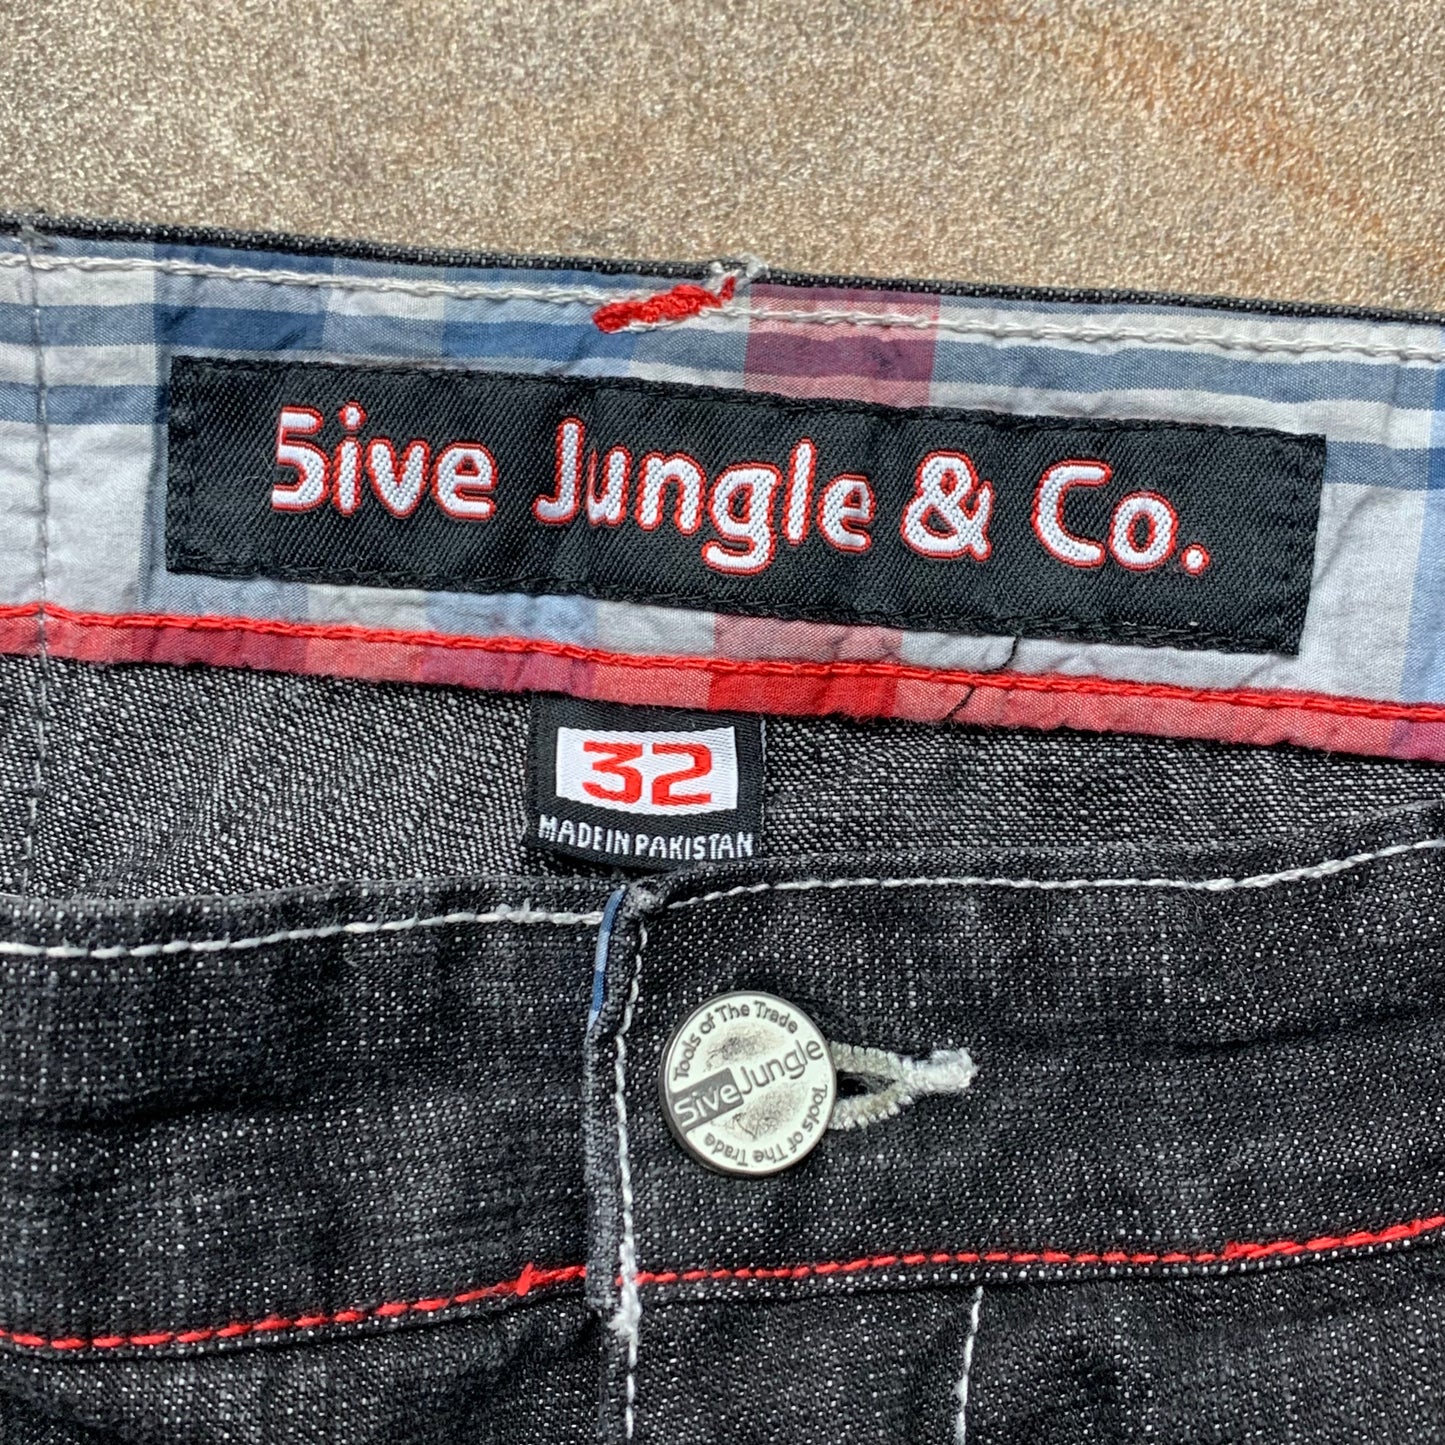 5ive Jungle & Co.
32
MADE IN PAKISTAN
Tools of The Trade
5ive Jungle
Tools of The Trade